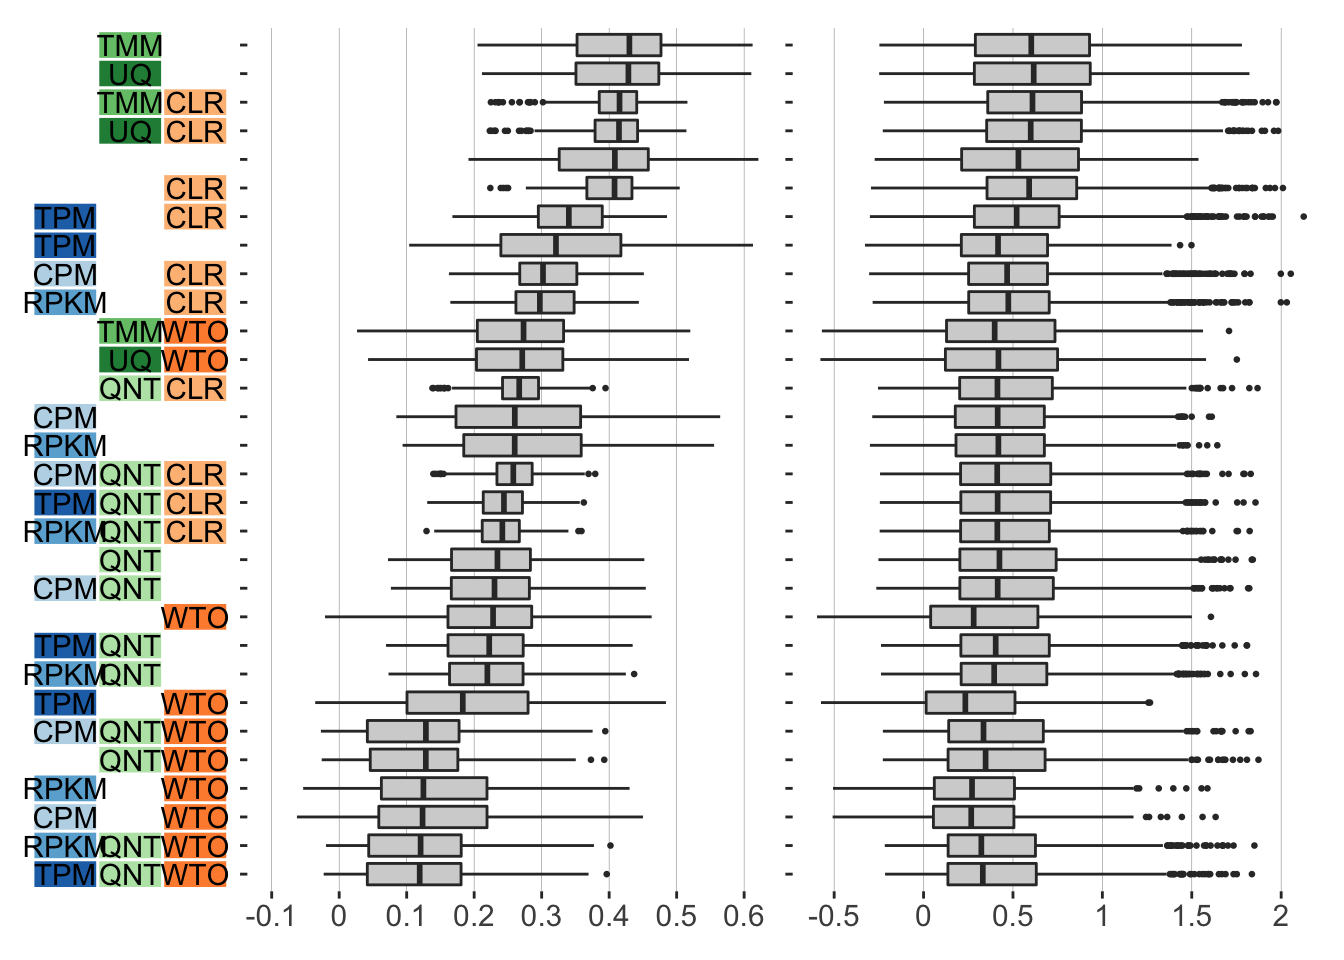 TMM
UQ
TMM CLR
UQ CLR
CLR
TPM CLR
TPM
CPM CLR
RPKM CLR
TMM WTO
UQ WTO
QNT CLR
CPM
RPKM
CPM QNT CLR
TPM QNT CLR
RPKM QNT CLR
QNT
CPM QNT
WTO
TPM QNT
RPKM QNT
TPM WTO
CPM QNT WTO
QNT WTO
RPKM WTO
CPM WTO
RPKM QNT WTO
TPM QNT WTO
-0.1 0 0.1 0.2 0.3 0.4 0.5 0.6 -0.5 0 0.5 1 1.5 2